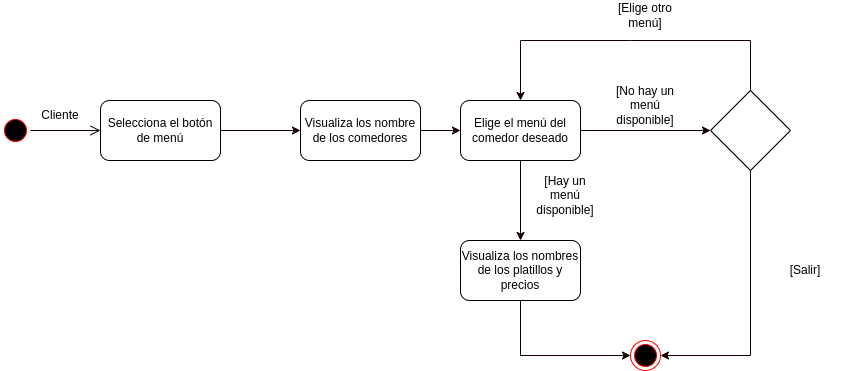 [Elige otro
menú]
Cliente
Selecciona el botón
de menú
Visualiza los nombre
de los comedores
Elige el menú del
comedor deseado
[No hay un
menú
disponible]
[Hay un
menú
disponible]
Visualiza los nombres
de los platillos y
precios
[Salir]